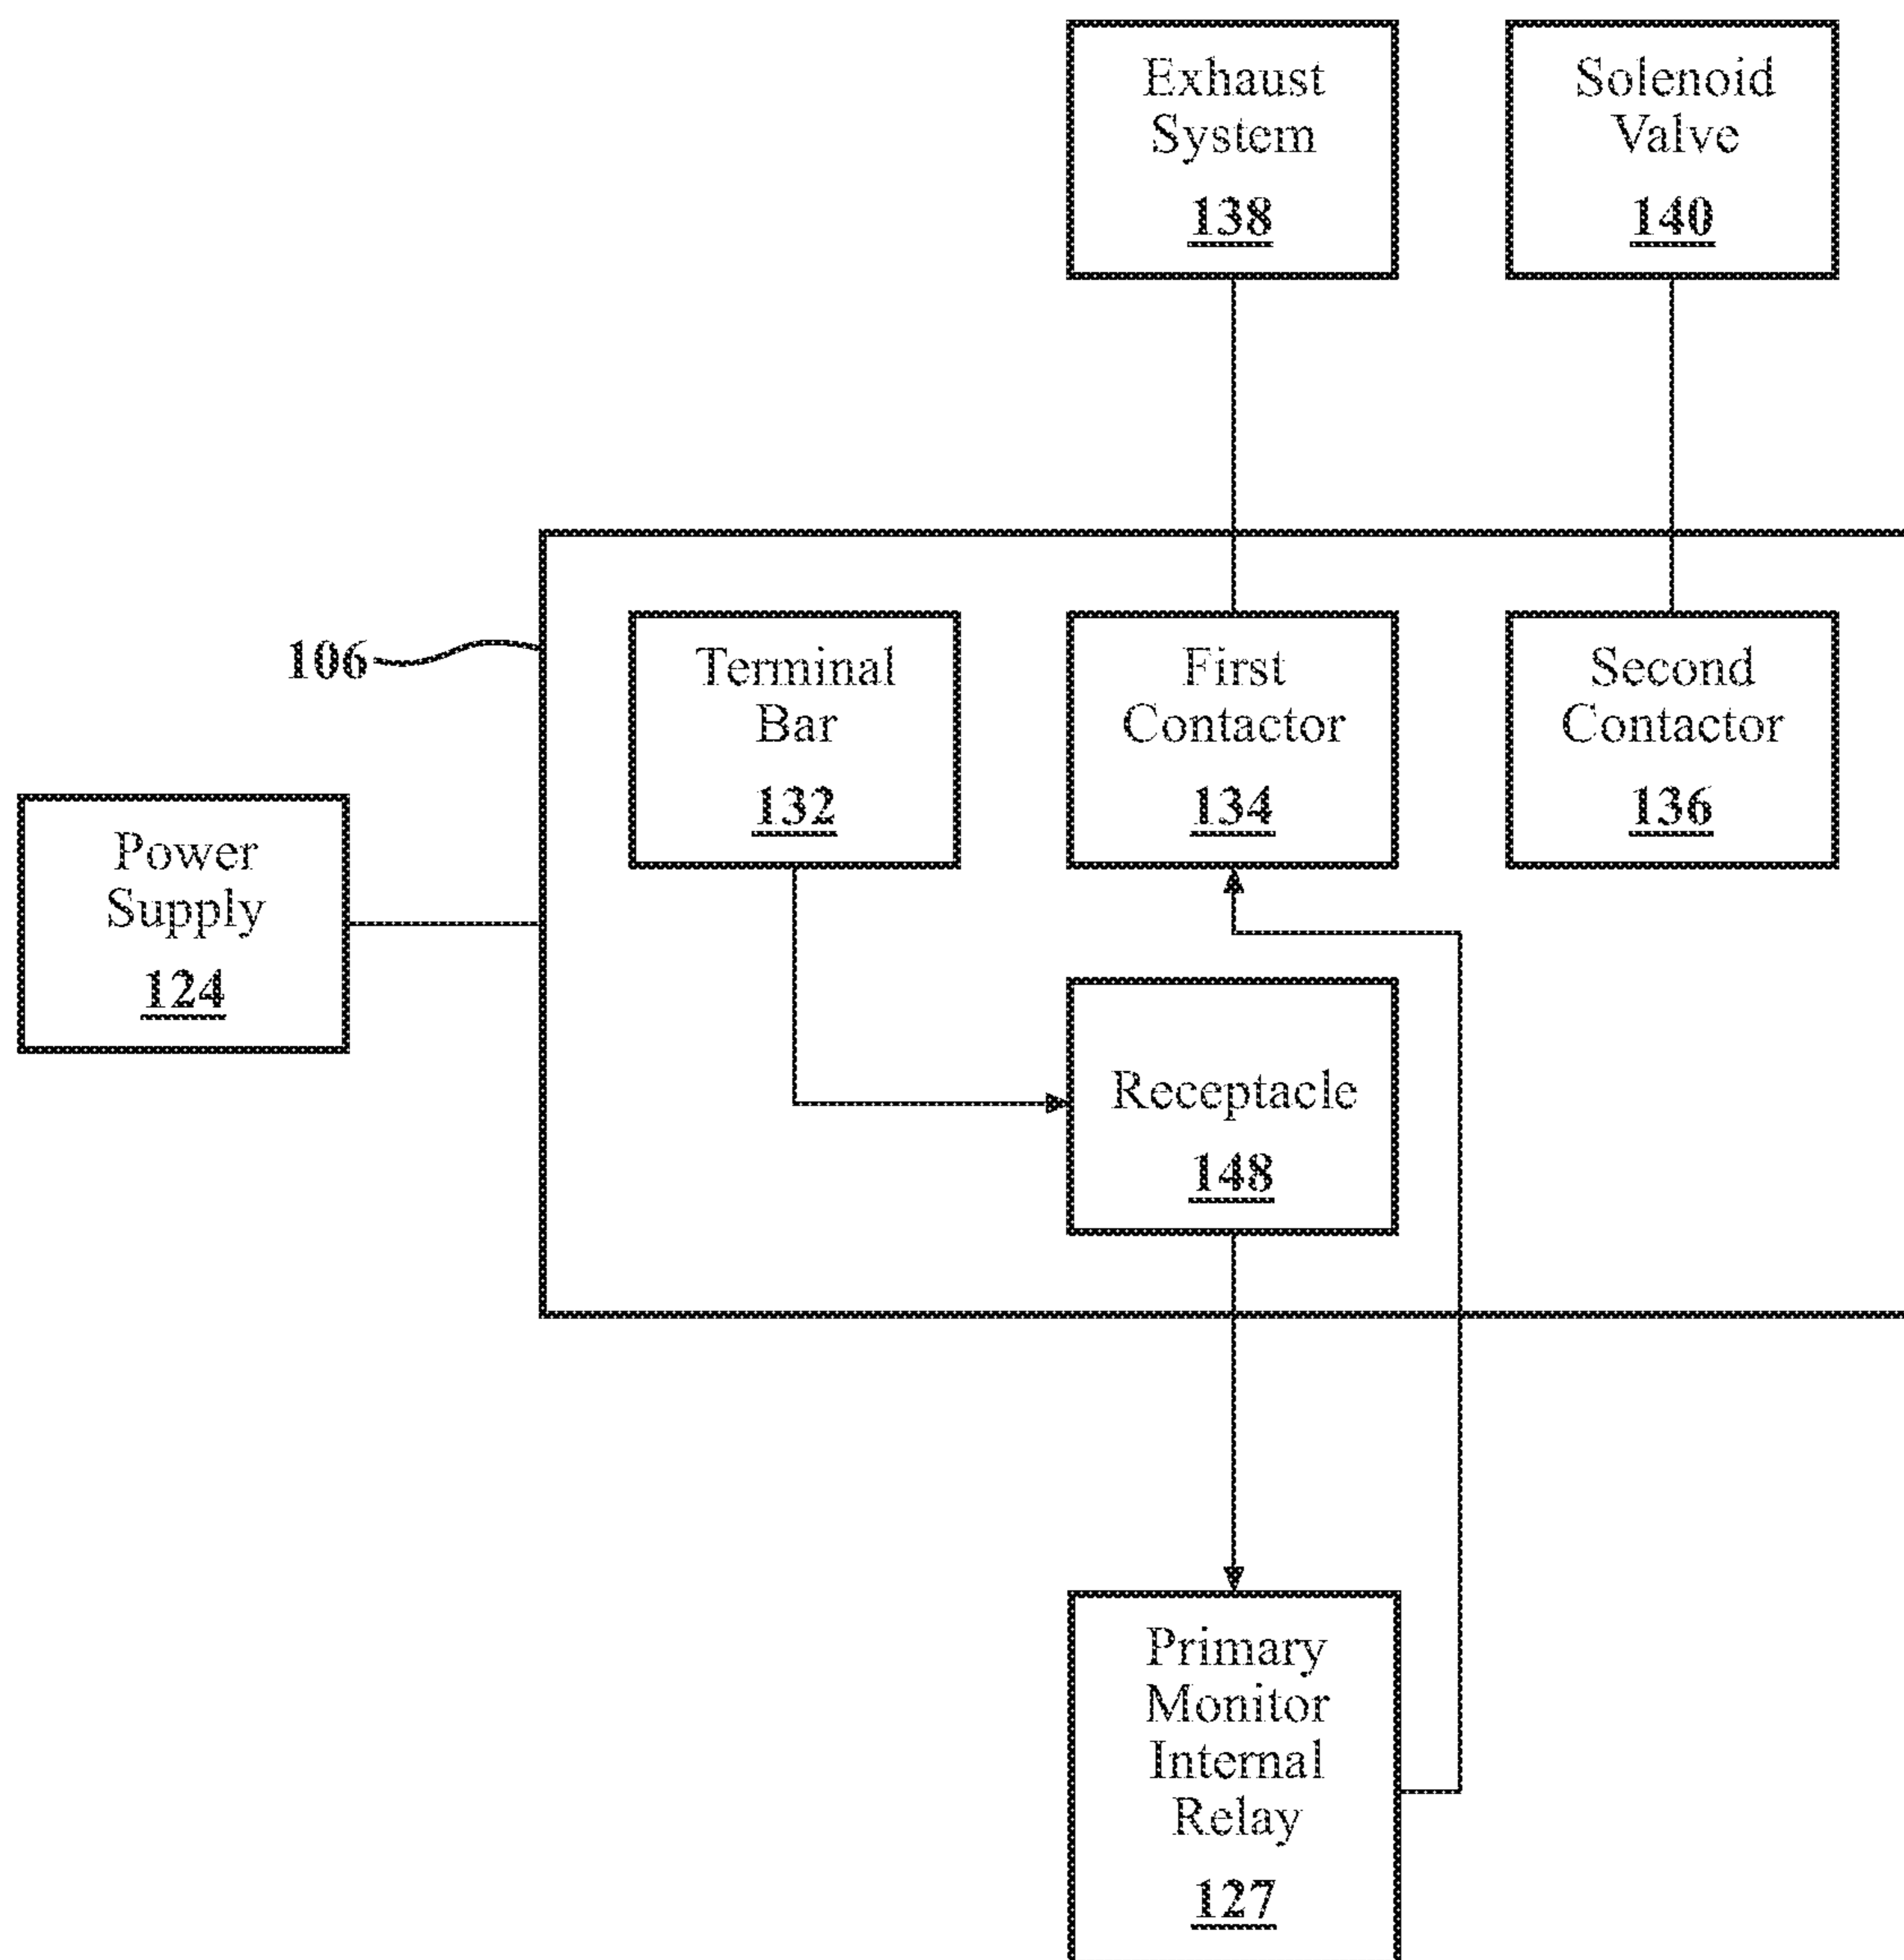 Exhaust
System
138
Solenoid
Valve
140
106
Terminal
Bar
132
First
Contactor
134
Second
Contactor
136
Power
Supply
124
Receptacle
148
Primary
Monitor
Internal
Relay
127